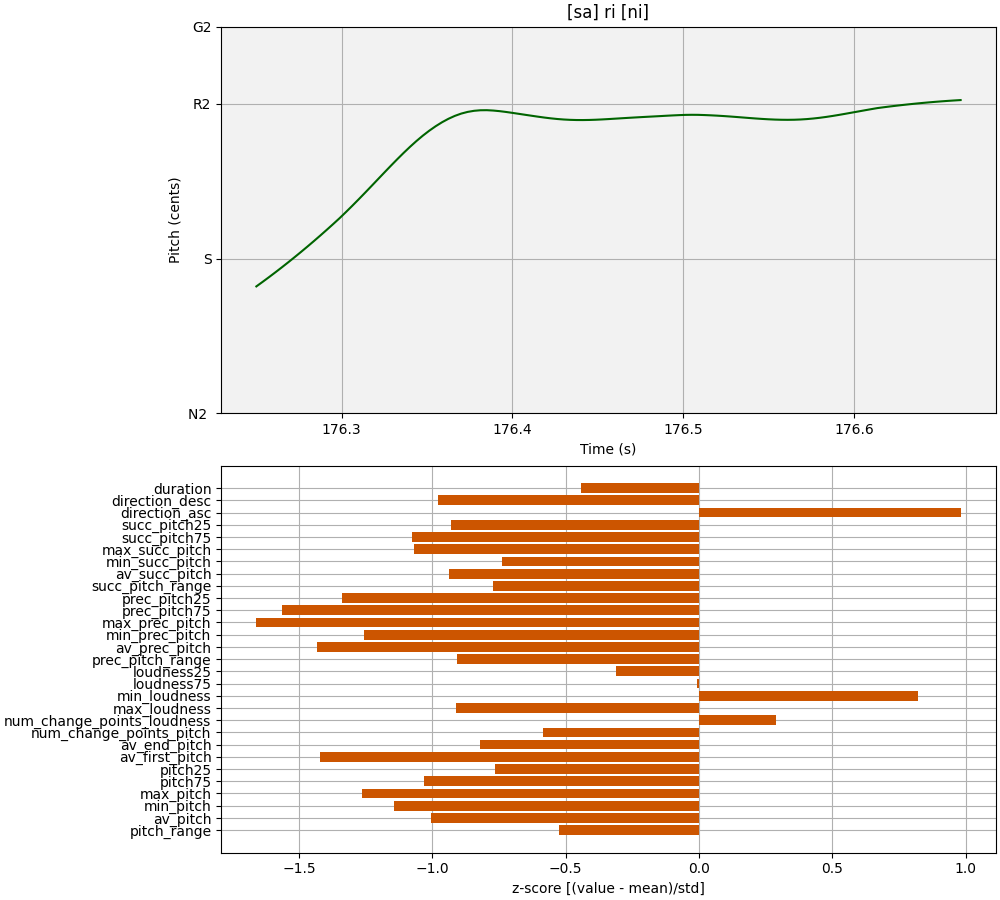 [sa] ri [ni]
G2
R2
S
N2
Pitch (cents)
176.3 176.4 176.5 176.6
Time (s)
duration
direction_desc
direction_asc
succ_pitch25
succ_pitch75
max_succ_pitch
min_succ_pitch
av_succ_pitch
succ_pitch_range
prec_pitch25
prec_pitch75
max_prec_pitch
min_prec_pitch
av_prec_pitch
prec_pitch_range
loudness25
loudness75
min_loudness
max_loudness
num_change_points_loudness
num_change_points_pitch
av_end_pitch
av_first_pitch
pitch25
pitch75
max_pitch
min_pitch
av_pitch
pitch_range
−1.5 −1.0 −0.5 0.0 0.5 1.0
z-score [(value - mean)/std]